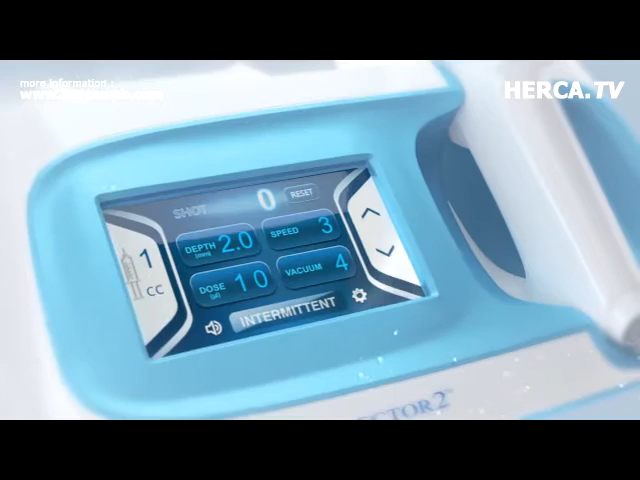 more information :
HERCA.TV
SHOT 0 RESET
1 CC
DEPTH (mm) 2.0
SPEED 3
DOSE (㎕) 10
VACUUM 4
INTERMITTENT